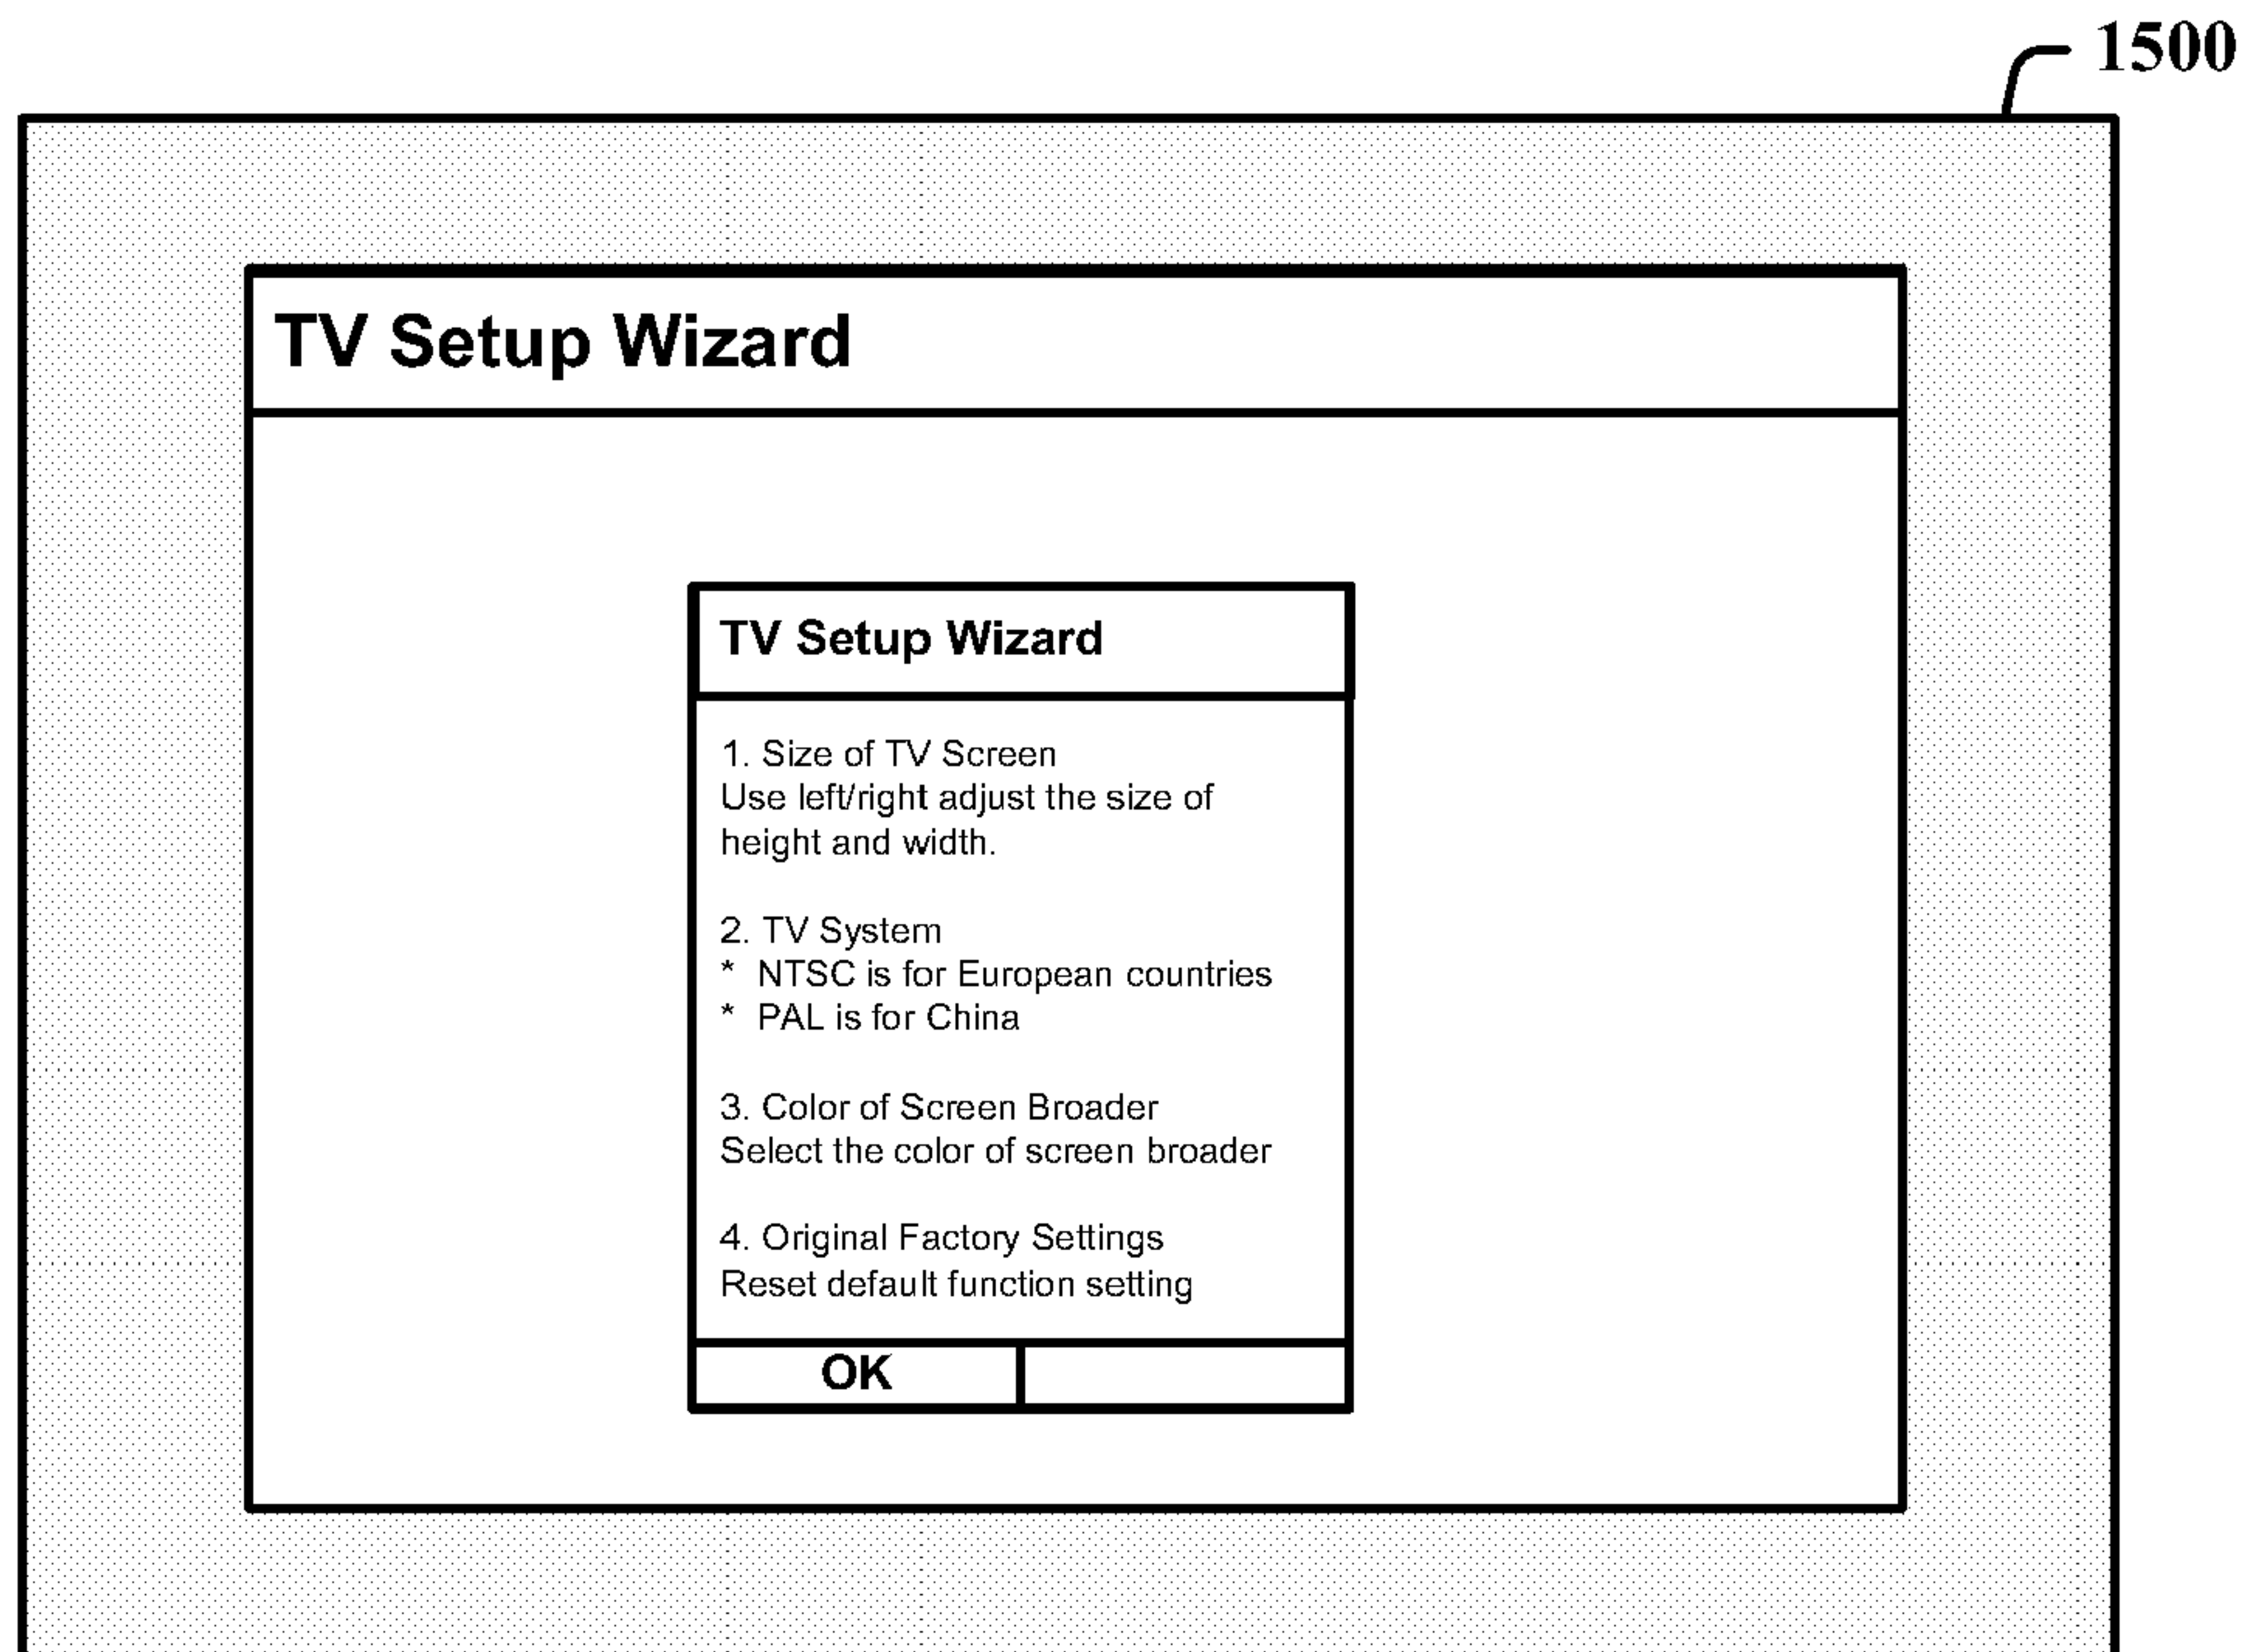 1500
TV Setup Wizard
TV Setup Wizard
1. Size of TV Screen
Use left/right adjust the size of
height and width.
2. TV System
* NTSC is for European countries
* PAL is for China
3. Color of Screen Broader
Select the color of screen broader
4. Original Factory Settings
Reset default function setting
OK